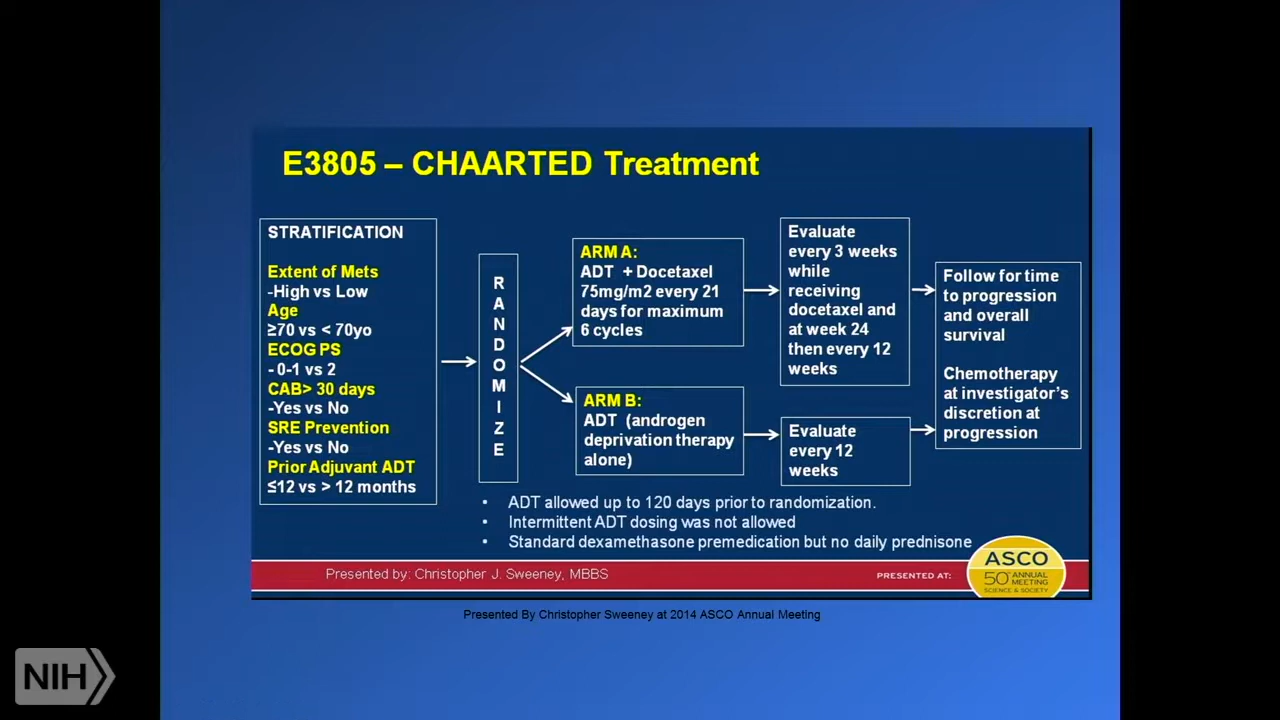 E3805 – CHAARTED Treatment
STRATIFICATION
Extent of Mets
-High vs Low
Age
≥70 vs < 70yo
ECOG PS
- 0-1 vs 2
CAB> 30 days
-Yes vs No
SRE Prevention
-Yes vs No
Prior Adjuvant ADT
≤12 vs > 12 months
R
A
N
D
O
M
I
Z
E
ARM A:
ADT + Docetaxel
75mg/m2 every 21
days for maximum
6 cycles
ARM B:
ADT (androgen
deprivation therapy
alone)
Evaluate
every 3 weeks
while
receiving
docetaxel and
at week 24
then every 12
weeks
Evaluate
every 12
weeks
Follow for time
to progression
and overall
survival
Chemotherapy
at investigator's
discretion at
progression
• ADT allowed up to 120 days prior to randomization.
• Intermittent ADT dosing was not allowed
• Standard dexamethasone premedication but no daily prednisone
Presented by: Christopher J. Sweeney, MBBS
PRESENTED AT:
ASCO
50th ANNUAL
MEETING
SCIENCE & SOCIETY
Presented By Christopher Sweeney at 2014 ASCO Annual Meeting
NIH